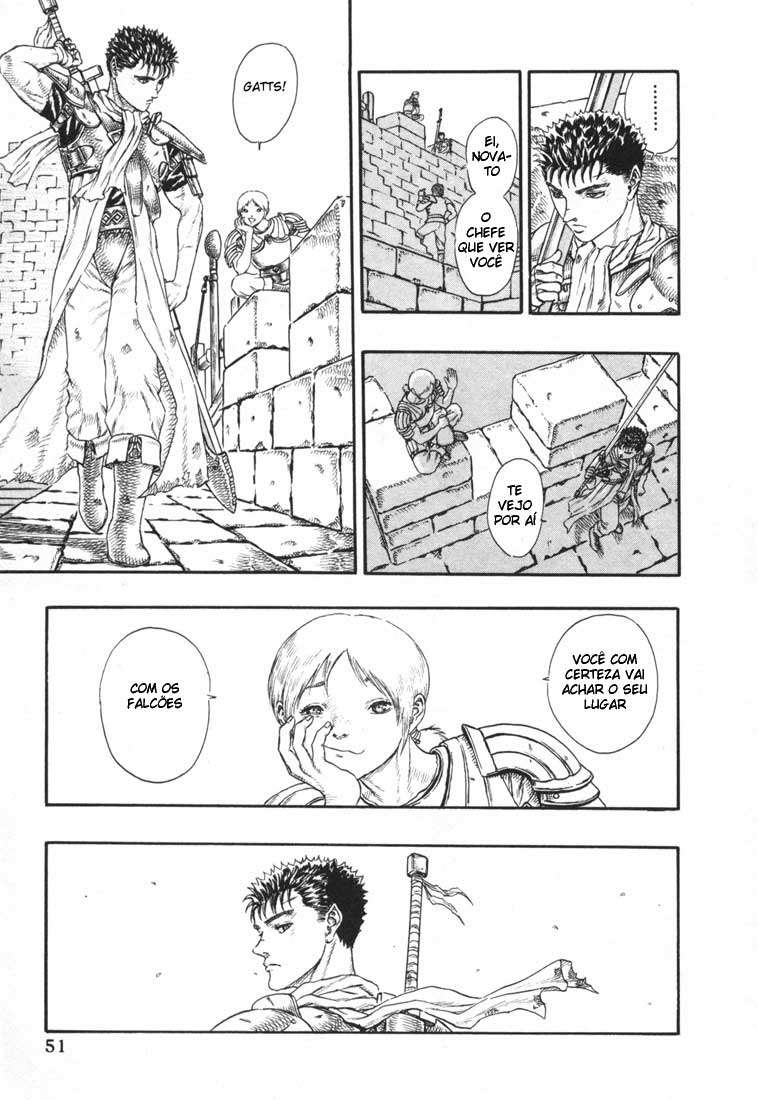 ........
EI,
NOVA-
TO
O
CHEFE
QUE VER
VOCÊ
GATTS!
TE
VEJO
POR AÍ
VOCÊ COM
CERTEZA VAI
ACHAR O SEU
LUGAR
COM OS
FALCÕES
51